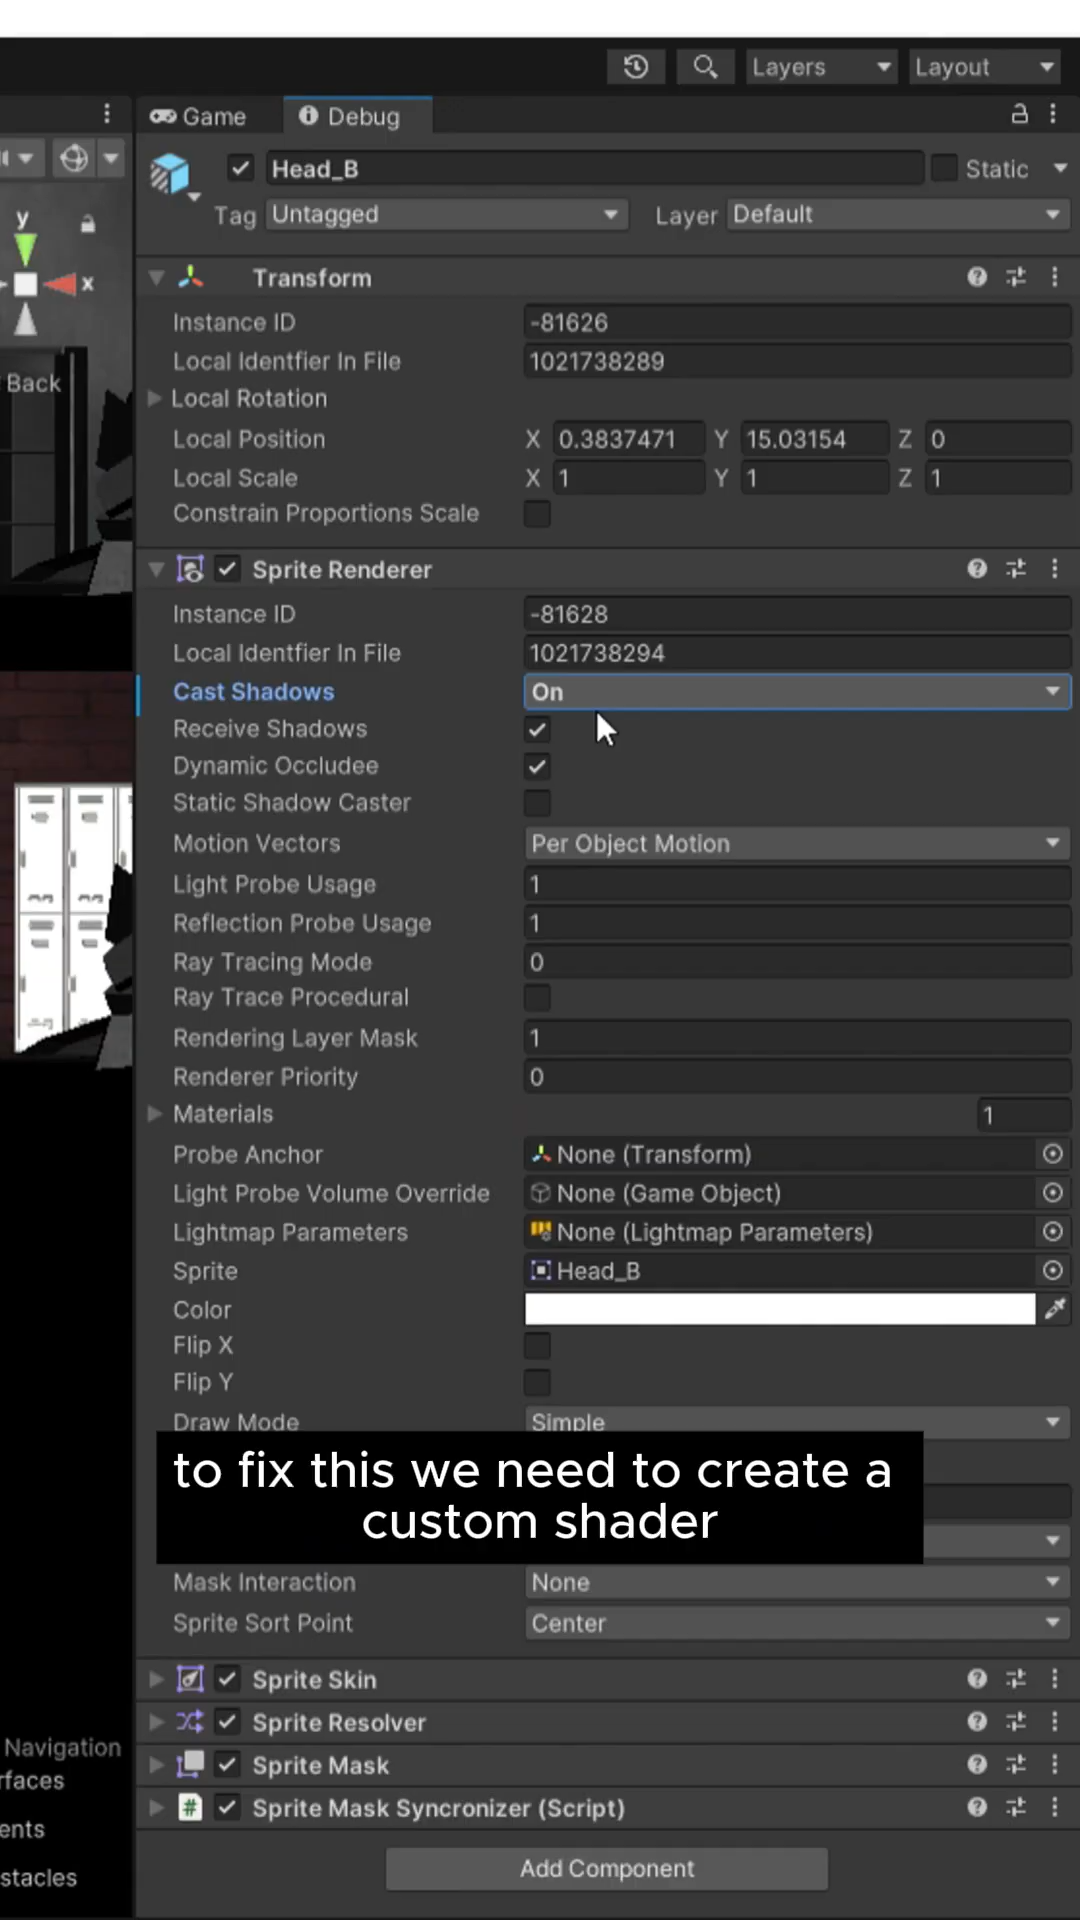 Layers
Layout
Game
Debug
Head_B
Static
Tag
Untagged
Layer
Default
y
x
Back
Transform
Instance ID
-81626
Local Identfier In File
1021738289
Local Rotation
Local Position
X 0.3837471 Y 15.03154 Z 0
Local Scale
X 1 Y 1 Z 1
Constrain Proportions Scale
Sprite Renderer
Instance ID
-81628
Local Identfier In File
1021738294
Cast Shadows
On
Receive Shadows
Dynamic Occludee
Static Shadow Caster
Motion Vectors
Per Object Motion
Light Probe Usage
1
Reflection Probe Usage
1
Ray Tracing Mode
0
Ray Trace Procedural
Rendering Layer Mask
1
Renderer Priority
0
Materials
1
Probe Anchor
None (Transform)
Light Probe Volume Override
None (Game Object)
Lightmap Parameters
None (Lightmap Parameters)
Sprite
Head_B
Color
Flip X
Flip Y
Draw Mode
Simple
to fix this we need to create a
custom shader
Mask Interaction
None
Sprite Sort Point
Center
Sprite Skin
Sprite Resolver
Sprite Mask
Sprite Mask Syncronizer (Script)
Add Component
Navigation
rfaces
ents
stacles